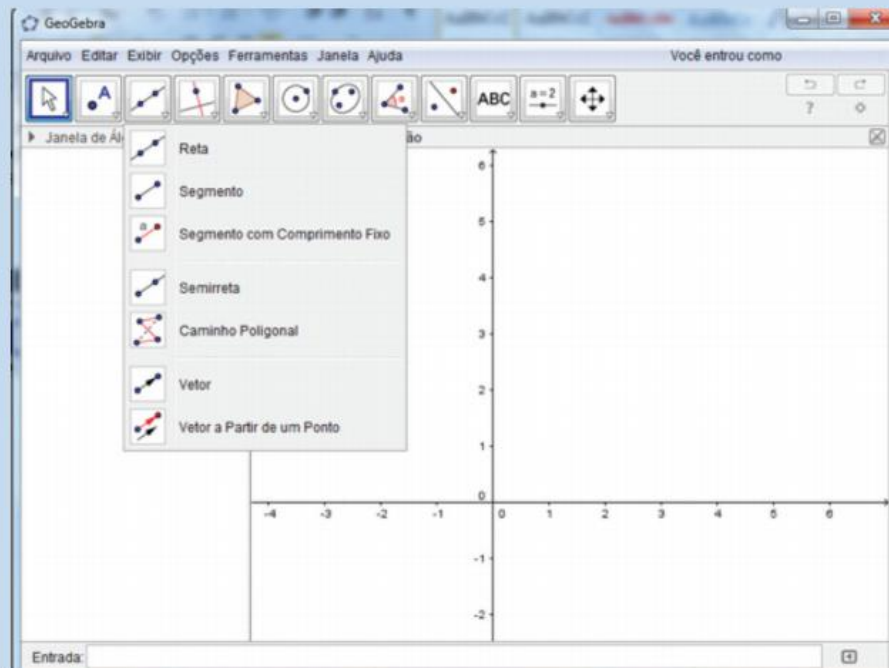 GeoGebra
Arquivo Editar Exibir Opções Ferramentas Janela Ajuda Você entrou como
A ABC a=2
?
Janela de Ál ão
Reta
Segmento
a
Segmento com Comprimento Fixo
Semirreta
Caminho Poligonal
Vetor
Vetor a Partir de um Ponto
6
5
4
3
2
1
0
-4 -3 -2 -1 0 1 2 3 4 5 6
-1
-2
Entrada: